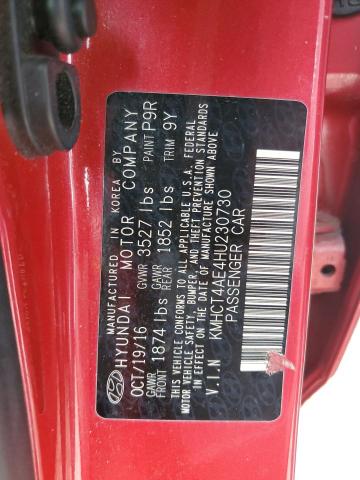 MANUFACTURED IN KOREA BY
HYUNDAI MOTOR COMPANY
OCT/19/16 GVWR 3527 lbs PAINT P9R
GAWR FRONT 1874 lbs GAWR REAR 1852 lbs TRIM 9Y
THIS VEHICLE CONFORMS TO ALL APPLICABLE U.S.A. FEDERAL
MOTOR VEHICLE SAFETY, BUMPER, AND THEFT PREVENTION STANDARDS
IN EFFECT ON THE DATE OF MANUFACTURE SHOWN ABOVE
V.I.N KMHCT4AE4HU230730
PASSENGER CAR